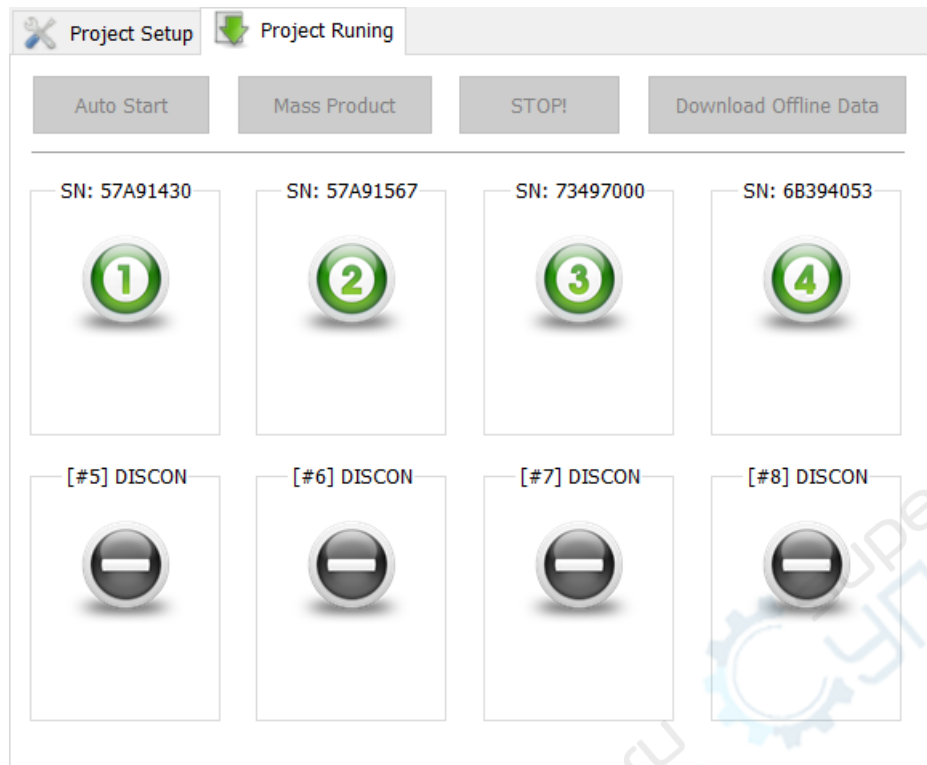 Project Setup Project Runing
Auto Start Mass Product STOP! Download Offline Data
SN: 57A91430 SN: 57A91567 SN: 73497000 SN: 6B394053
1 2 3 4
[#5] DISCON [#6] DISCON [#7] DISCON [#8] DISCON